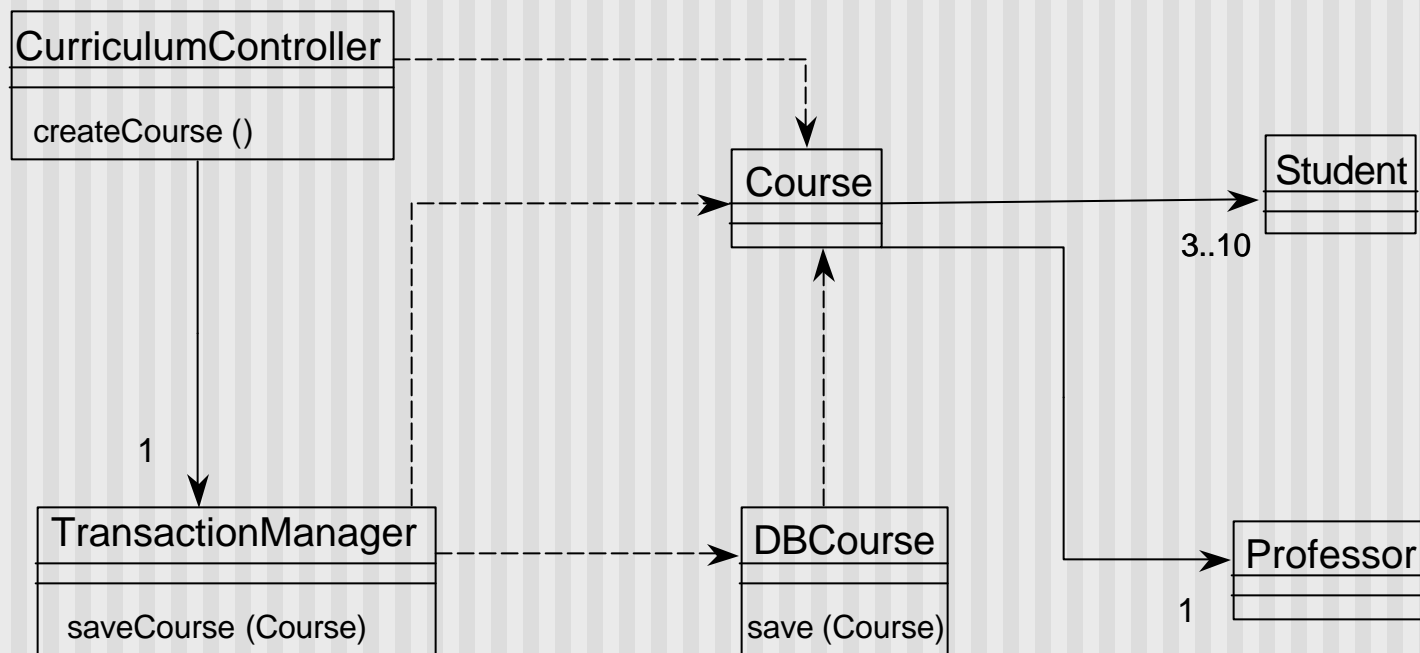 CurriculumController
createCourse ()
Course
Student
3..10
1
TransactionManager
saveCourse (Course)
DBCourse
save (Course)
Professor
1